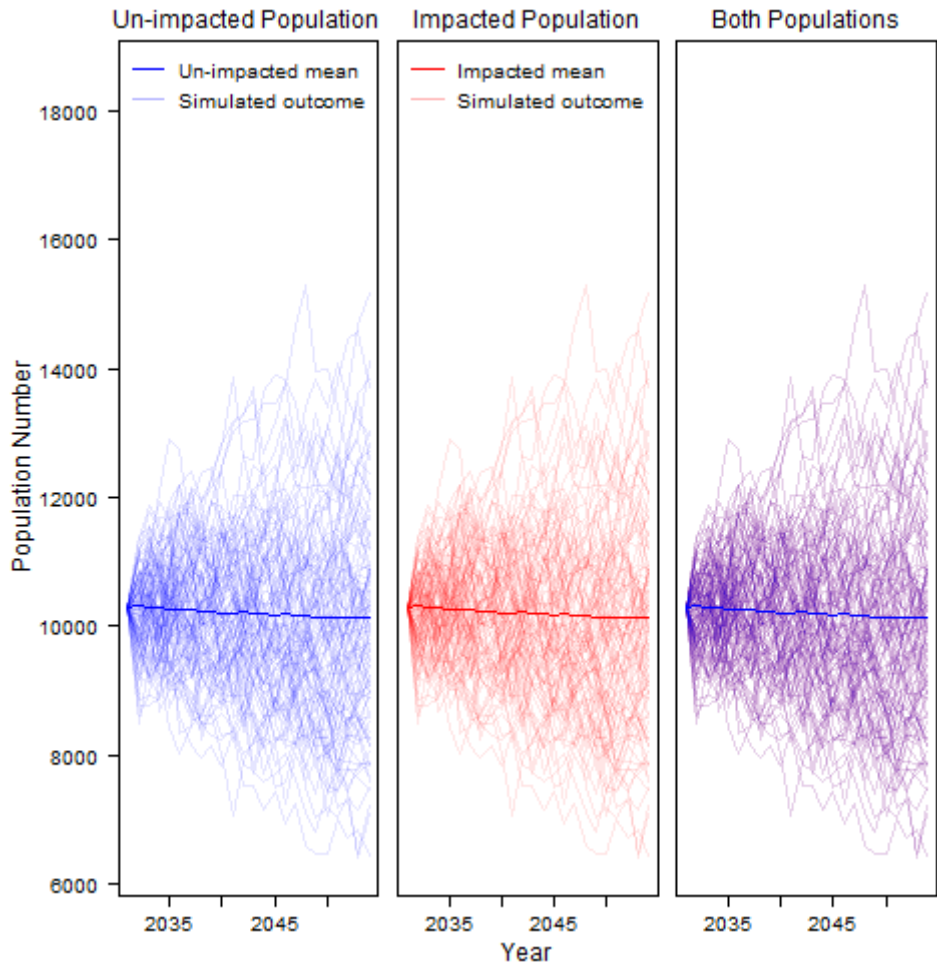 Un-impacted Population
Impacted Population
Both Populations
Un-impacted mean
Simulated outcome
Impacted mean
Simulated outcome
Population Number
18000
16000
14000
12000
10000
8000
6000
2035
2045
2035
2045
2035
2045
Year